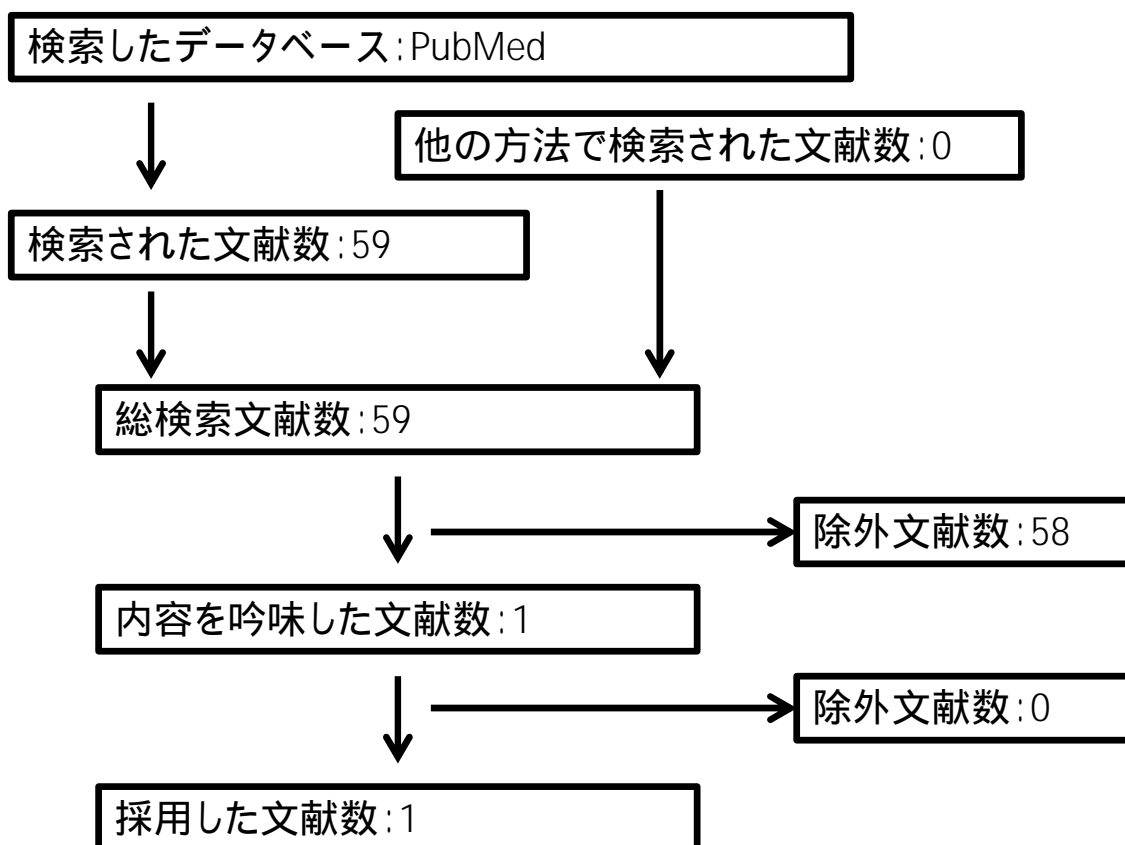 検索したデータベース:PubMed
他の方法で検索された文献数:0
検索された文献数:59
総検索文献数:59
除外文献数:58
内容を吟味した文献数:1
除外文献数:0
採用した文献数:1